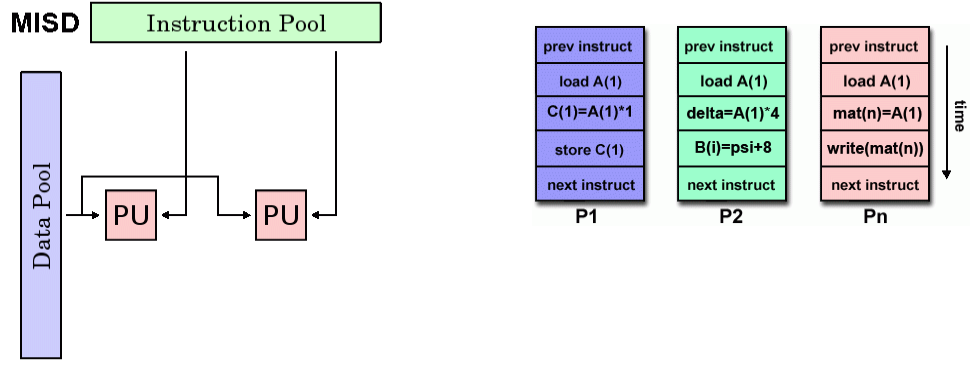 MISD
Instruction Pool
Data Pool
PU
PU
prev instruct
load A(1)
C(1)=A(1)*1
store C(1)
next instruct
P1
prev instruct
load A(1)
delta=A(1)*4
B(i)=psi+8
next instruct
P2
prev instruct
load A(1)
mat(n)=A(1)
write(mat(n))
next instruct
Pn
time